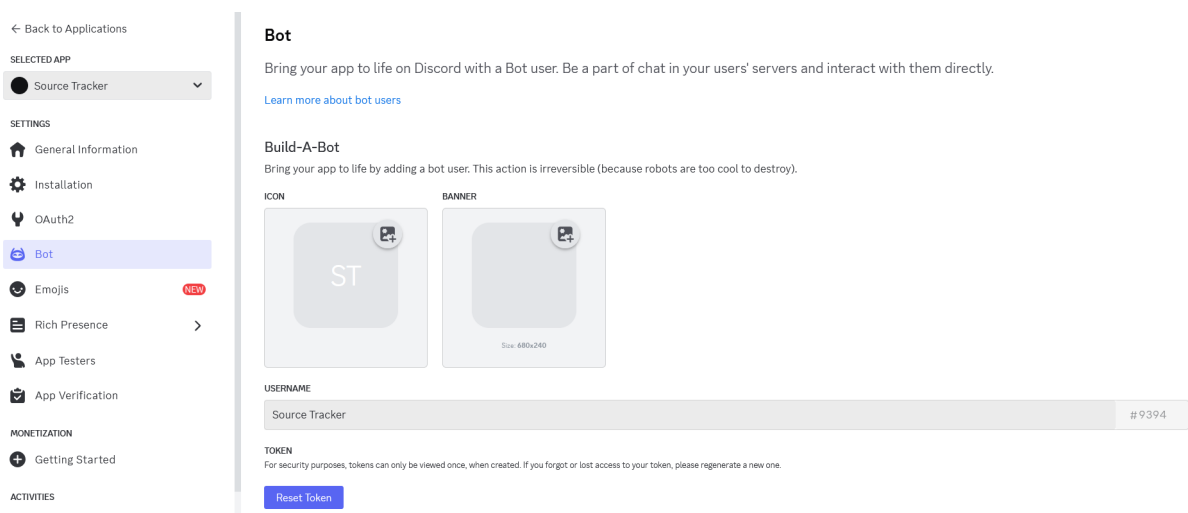 ← Back to Applications
SELECTED APP
Source Tracker
SETTINGS
General Information
Installation
OAuth2
Bot
Emojis NEW
Rich Presence
App Testers
App Verification
MONETIZATION
Getting Started
ACTIVITIES
Bot
Bring your app to life on Discord with a Bot user. Be a part of chat in your users' servers and interact with them directly.
Learn more about bot users
Build-A-Bot
Bring your app to life by adding a bot user. This action is irreversible (because robots are too cool to destroy).
ICON BANNER
ST
Size: 680x240
USERNAME
Source Tracker #9394
TOKEN
For security purposes, tokens can only be viewed once, when created. If you forgot or lost access to your token, please regenerate a new one.
Reset Token